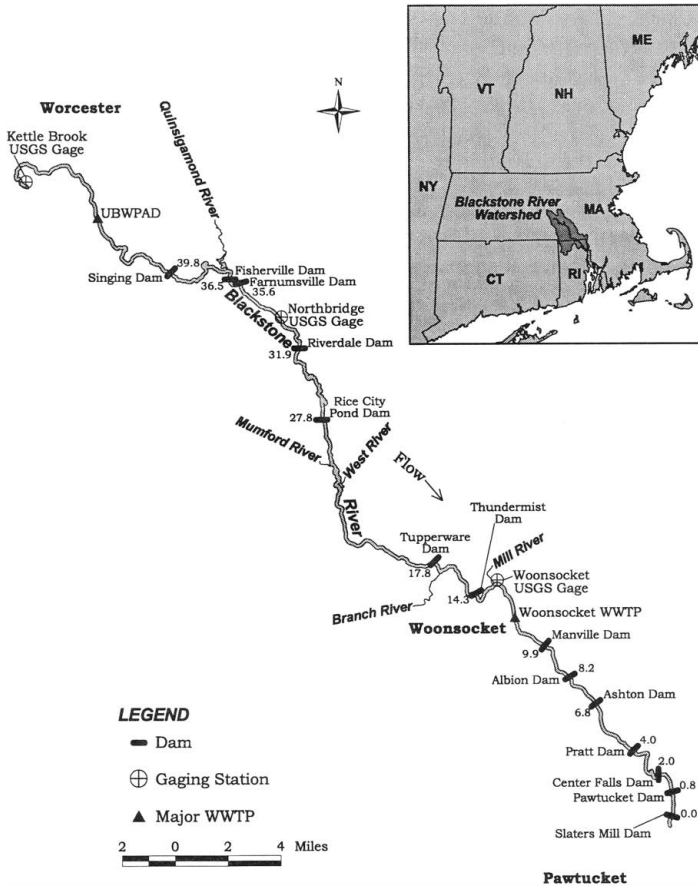 ME
VT
NH
N
Worcester
Kettle Brook
USGS Gage
Quinsigamond River
NY
Blackstone River
Watershed
MA
UBWPAD
CT
RI
39.8
Singing Dam
Fisherville Dam
36.5
Farnumsville Dam
35.6
Blackstone
Northbridge
USGS Gage
31.9
Riverdale Dam
Rice City
Pond Dam
27.8
Mumford River
West River
Flow
River
Thundermist
Dam
Tupperware
Dam
Mill River
17.8
Woonsocket
USGS Gage
14.3
Branch River
Woonsocket
Woonsocket WWTP
Manville Dam
9.9
8.2
Albion Dam
Ashton Dam
6.8
4.0
Pratt Dam
2.0
Center Falls Dam
0.8
Pawtucket Dam
0.0
Slaters Mill Dam
Pawtucket
LEGEND
Dam
Gaging Station
Major WWTP
2 0 2 4 Miles